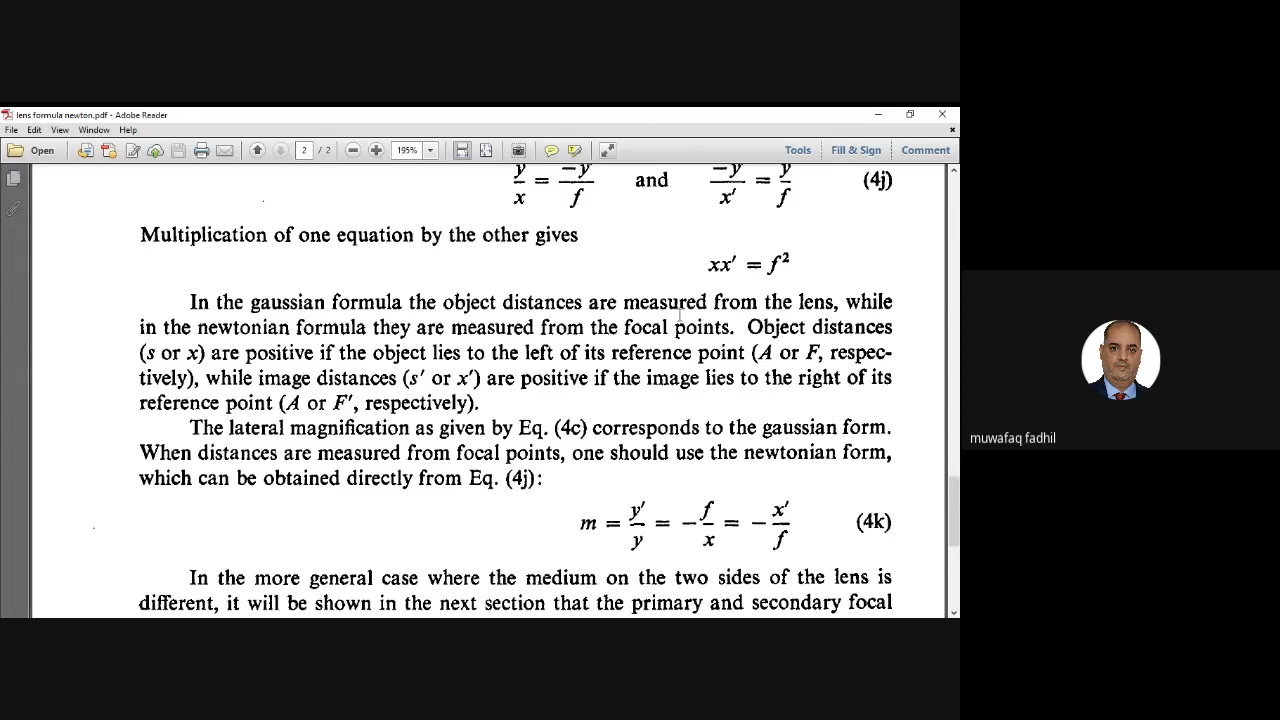 lens formula newton.pdf - Adobe Reader
File Edit View Window Help
Open 2 / 2 195% Tools Fill & Sign Comment
y/x = -y/f and -y/x′ = y/f (4j)
Multiplication of one equation by the other gives
xx′ = f²
In the gaussian formula the object distances are measured from the lens, while
in the newtonian formula they are measured from the focal points. Object distances
(s or x) are positive if the object lies to the left of its reference point (A or F, respec-
tively), while image distances (s′ or x′) are positive if the image lies to the right of its
reference point (A or F′, respectively).
The lateral magnification as given by Eq. (4c) corresponds to the gaussian form.
When distances are measured from focal points, one should use the newtonian form,
which can be obtained directly from Eq. (4j):
m = y′/y = -f/x = -x′/f (4k)
In the more general case where the medium on the two sides of the lens is
different, it will be shown in the next section that the primary and secondary focal
muwafaq fadhil